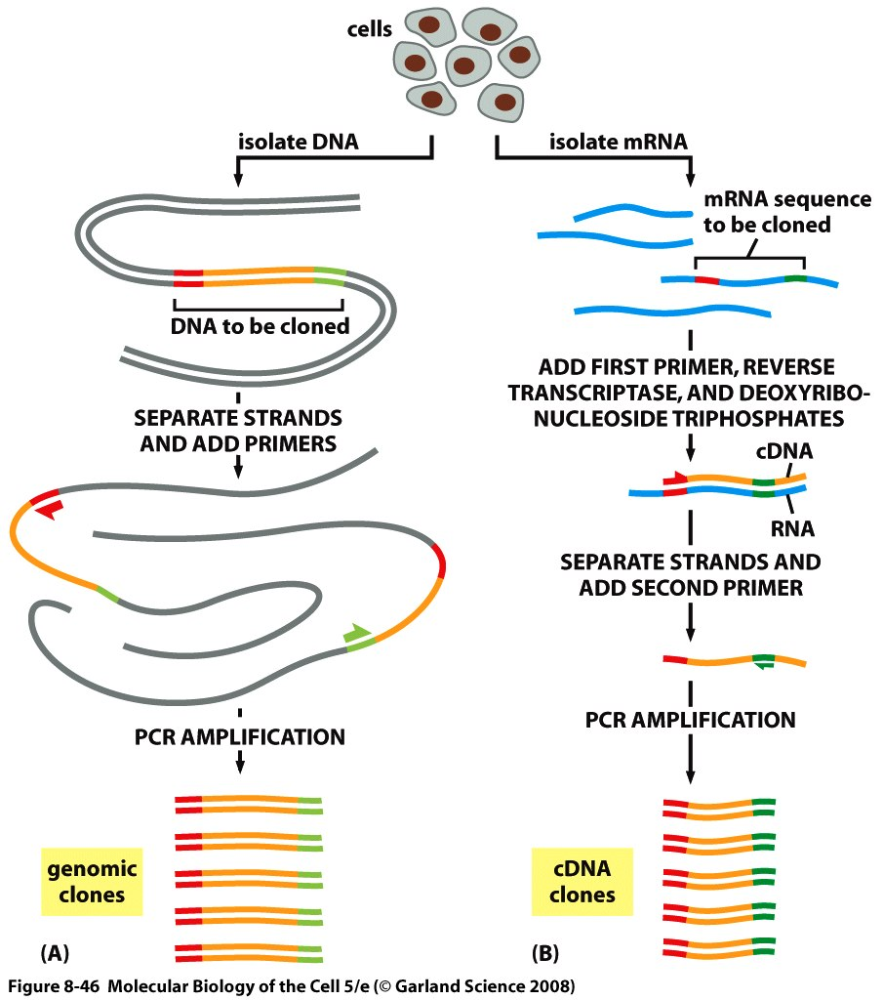 cells
isolate DNA
isolate mRNA
mRNA sequence
to be cloned
DNA to be cloned
SEPARATE STRANDS
AND ADD PRIMERS
ADD FIRST PRIMER, REVERSE
TRANSCRIPTASE, AND DEOXYRIBO-
NUCLEOSIDE TRIPHOSPHATES
cDNA
RNA
SEPARATE STRANDS AND
ADD SECOND PRIMER
PCR AMPLIFICATION
PCR AMPLIFICATION
genomic
clones
cDNA
clones
(A)
(B)
Figure 8-46 Molecular Biology of the Cell 5/e (© Garland Science 2008)